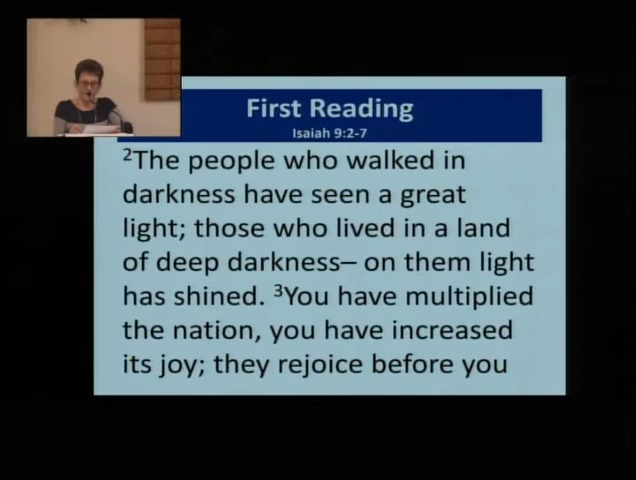 First Reading
Isaiah 9:2-7
²The people who walked in
darkness have seen a great
light; those who lived in a land
of deep darkness– on them light
has shined. ³You have multiplied
the nation, you have increased
its joy; they rejoice before you